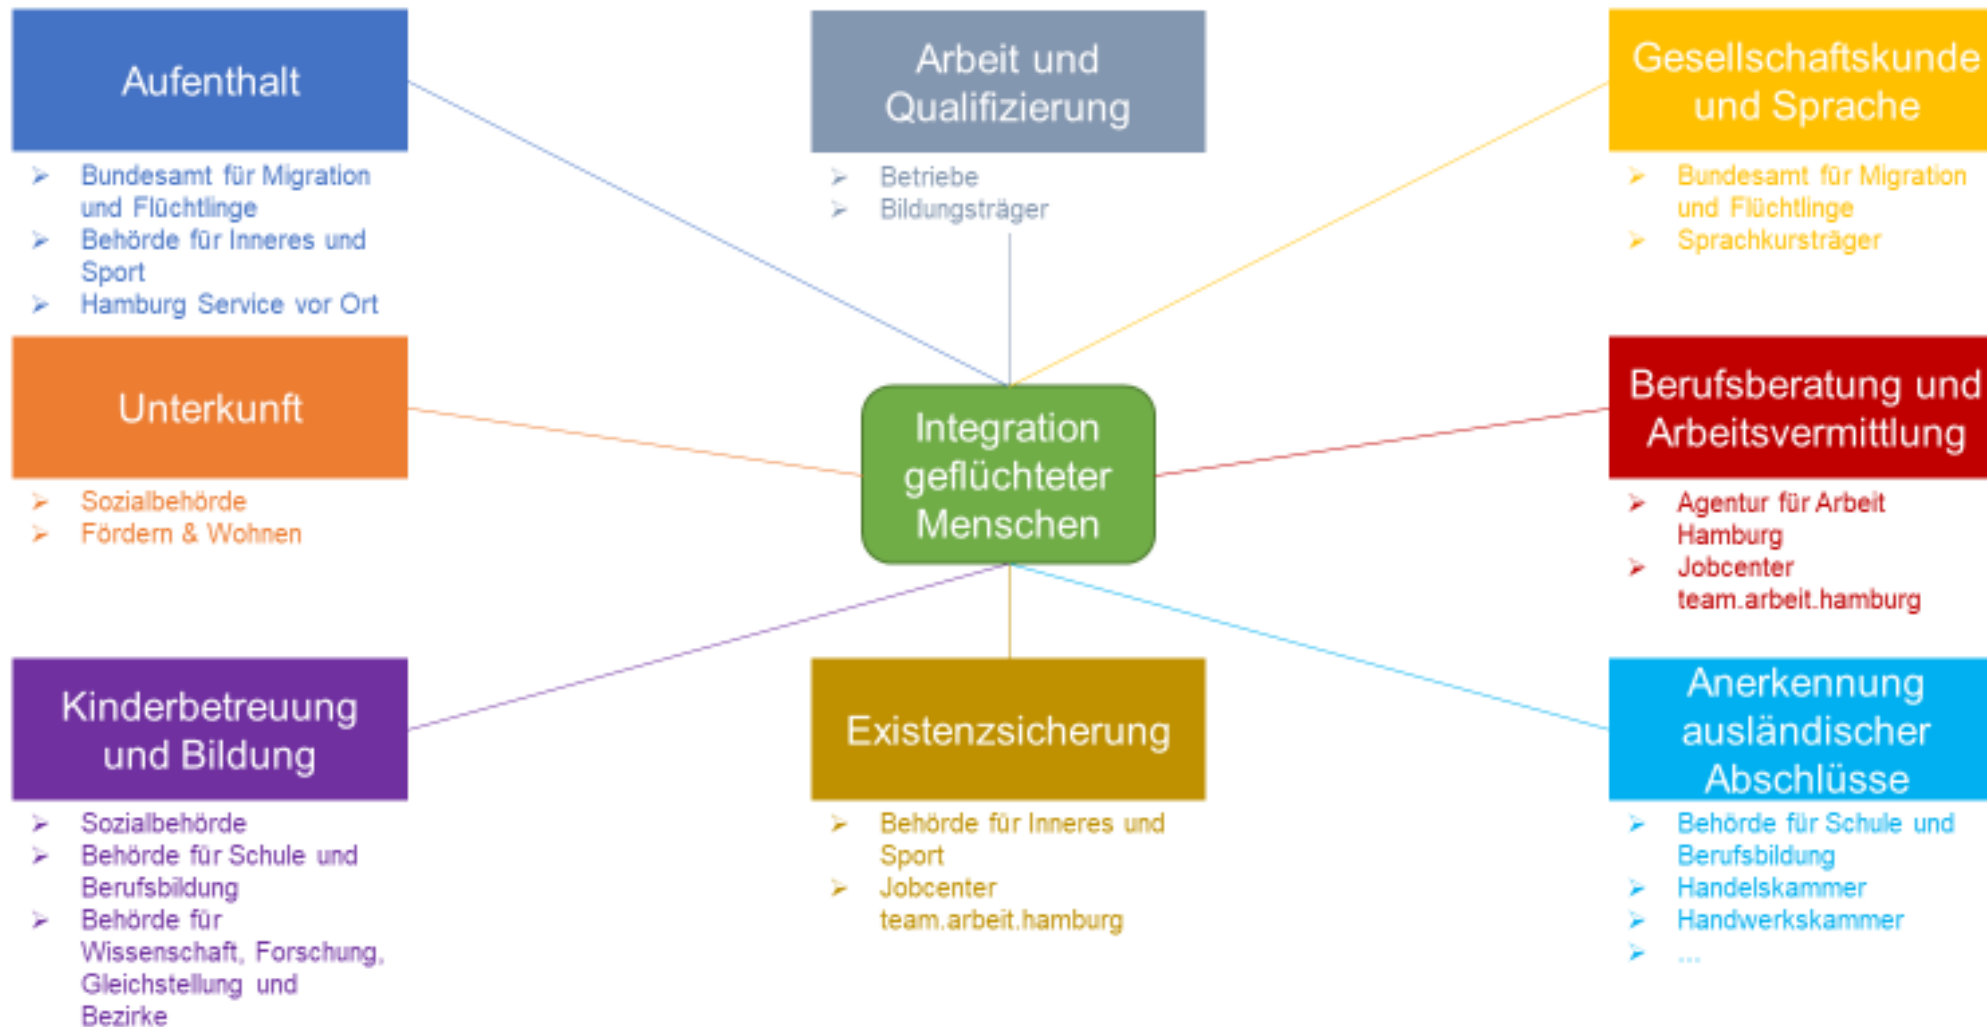 Aufenthalt
➢ Bundesamt für Migration
und Flüchtlinge
➢ Behörde für Inneres und
Sport
➢ Hamburg Service vor Ort
Arbeit und
Qualifizierung
➢ Betriebe
➢ Bildungsträger
Gesellschaftskunde
und Sprache
➢ Bundesamt für Migration
und Flüchtlinge
➢ Sprachkursträger
Unterkunft
➢ Sozialbehörde
➢ Fördern & Wohnen
Integration
geflüchteter
Menschen
Berufsberatung und
Arbeitsvermittlung
➢ Agentur für Arbeit
Hamburg
➢ Jobcenter
team.arbeit.hamburg
Kinderbetreuung
und Bildung
➢ Sozialbehörde
➢ Behörde für Schule und
Berufsbildung
➢ Behörde für
Wissenschaft, Forschung,
Gleichstellung und
Bezirke
Existenzsicherung
➢ Behörde für Inneres und
Sport
➢ Jobcenter
team.arbeit.hamburg
Anerkennung
ausländischer
Abschlüsse
➢ Behörde für Schule und
Berufsbildung
➢ Handelskammer
➢ Handwerkskammer
➢ ...